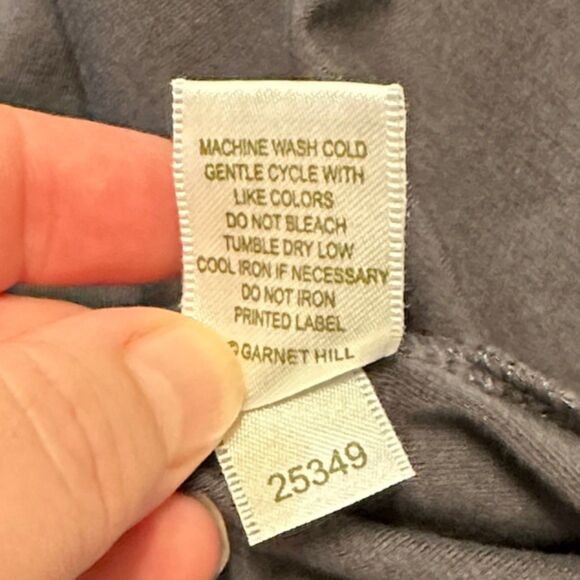 MACHINE WASH COLD
GENTLE CYCLE WITH
LIKE COLORS
DO NOT BLEACH
TUMBLE DRY LOW
COOL IRON IF NECESSARY
DO NOT IRON
PRINTED LABEL
©GARNET HILL
25349